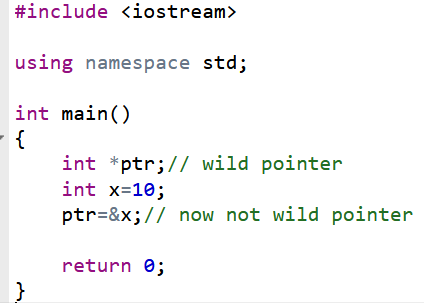 #include <iostream>
using namespace std;
int main()
{
int *ptr;// wild pointer
int x=10;
ptr=&x;// now not wild pointer
return 0;
}